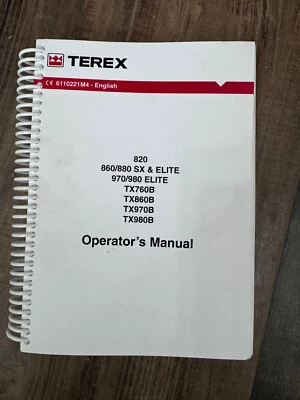 TEREX
CE 6110221M4 - English
820
860/880 SX & ELITE
970/980 ELITE
TX760B
TX860B
TX970B
TX980B
Operator's Manual